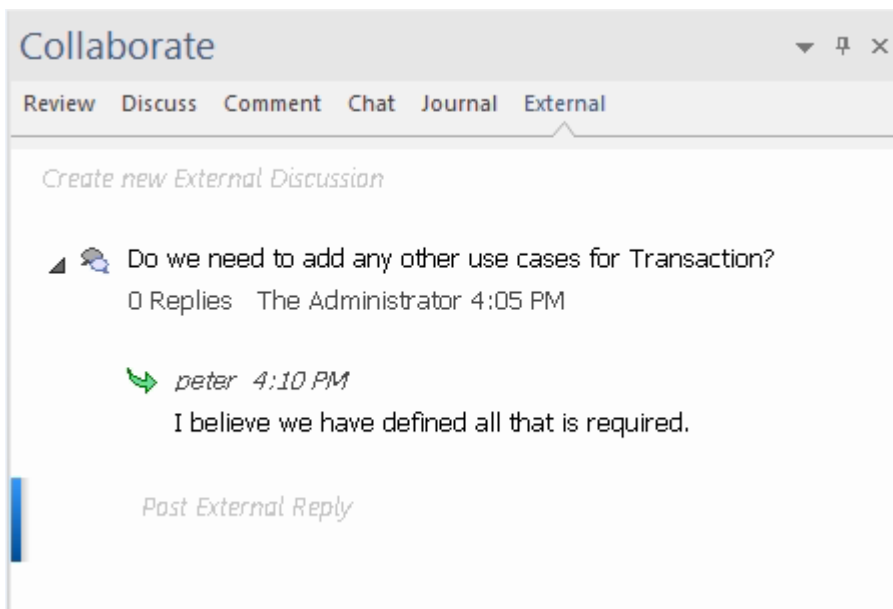 Collaborate
Review Discuss Comment Chat Journal External
Create new External Discussion
Do we need to add any other use cases for Transaction?
0 Replies The Administrator 4:05 PM
peter 4:10 PM
I believe we have defined all that is required.
Post External Reply